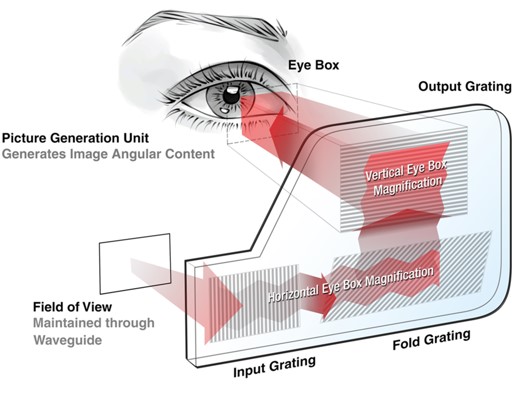 Eye Box
Output Grating
Picture Generation Unit
Generates Image Angular Content
Vertical Eye Box
Magnification
Horizontal Eye Box Magnification
Field of View
Maintained through
Waveguide
Input Grating
Fold Grating